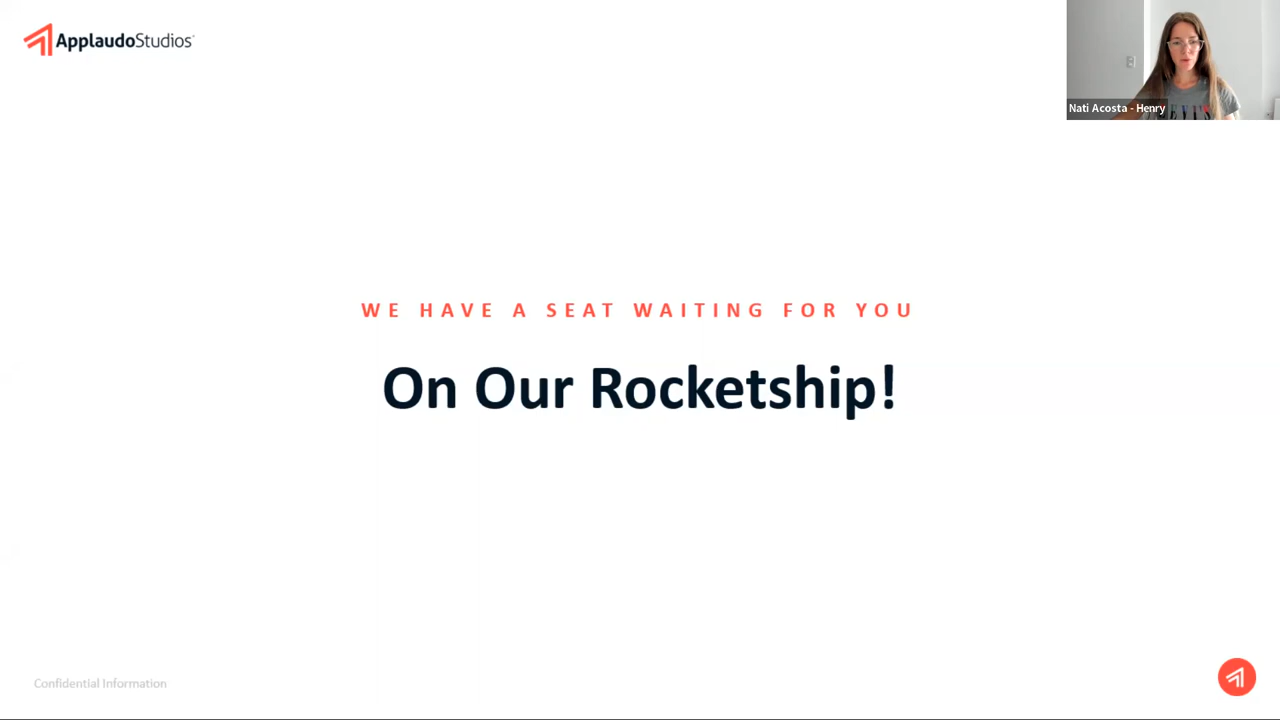 ApplaudoStudios
Nati Acosta - Henry
WE HAVE A SEAT WAITING FOR YOU
On Our Rocketship!
Confidential Information